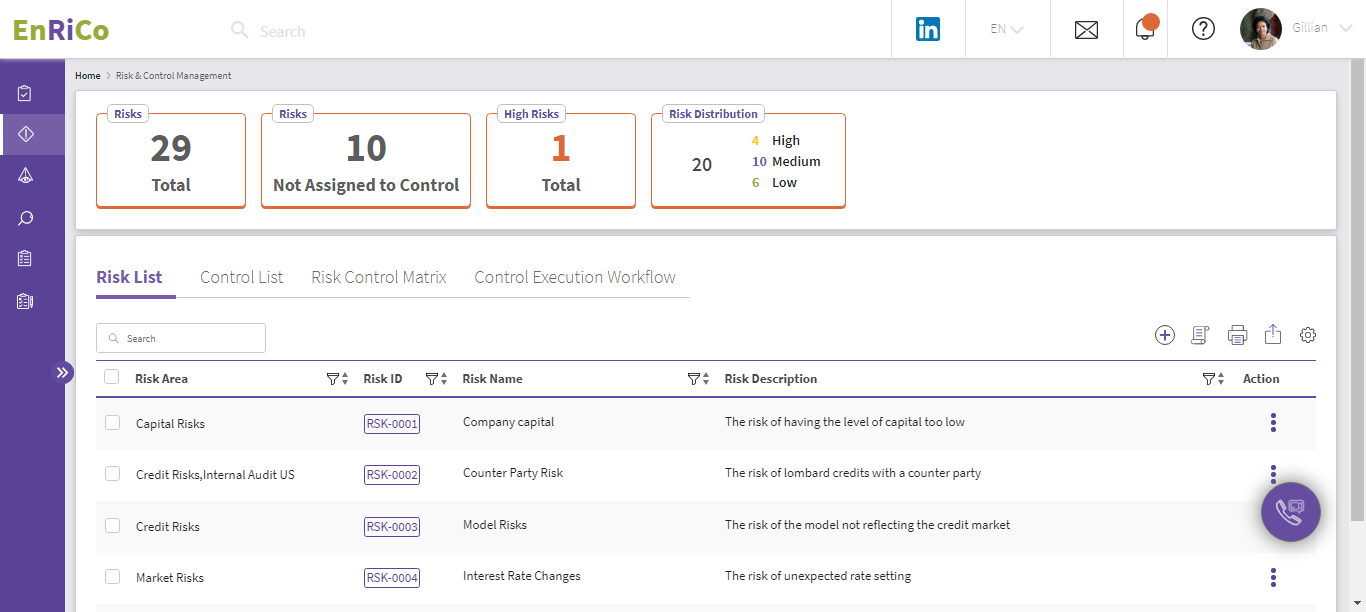 EnRiCo
Search
EN
Gillian
Home > Risk & Control Management
Risks
29
Total
Risks
10
Not Assigned to Control
High Risks
1
Total
Risk Distribution
20
4 High
10 Medium
6 Low
Risk List Control List Risk Control Matrix Control Execution Workflow
Search
Risk Area Risk ID Risk Name Risk Description Action
Capital Risks RSK-0001 Company capital The risk of having the level of capital too low
Credit Risks,Internal Audit US RSK-0002 Counter Party Risk The risk of lombard credits with a counter party
Credit Risks RSK-0003 Model Risks The risk of the model not reflecting the credit market
Market Risks RSK-0004 Interest Rate Changes The risk of unexpected rate setting